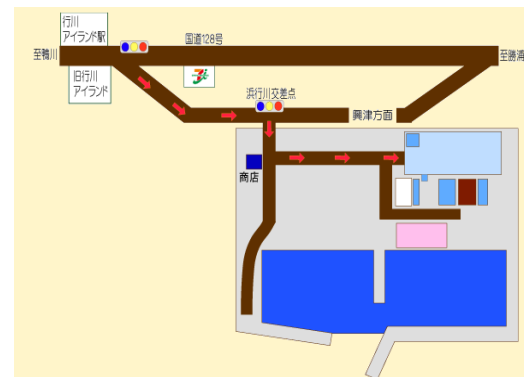 行川
アイランド駅
国道128号
至鴨川
至勝浦
旧行川
アイランド
浜行川交差点
興津方面
商店